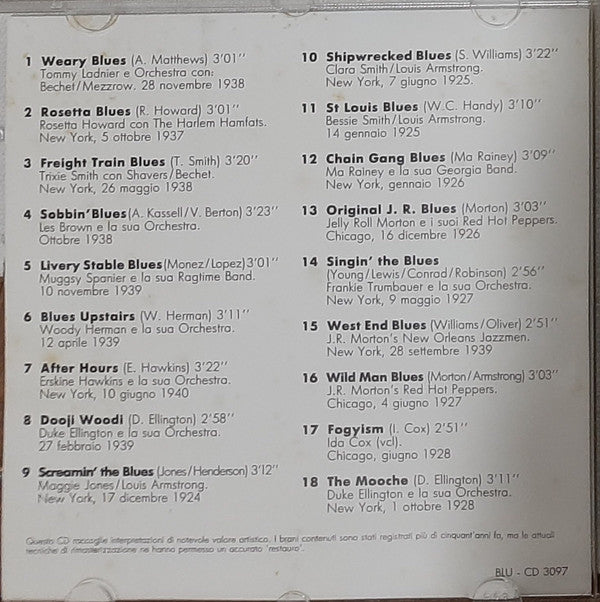 1 Weary Blues (A. Matthews) 3'01''
Tommy Ladnier e Orchestra con:
Bechet/Mezzrow. 28 novembre 1938
2 Rosetta Blues (R. Howard) 3'01''
Rosetta Howard con The Harlem Hamfats.
New York, 5 ottobre 1937
3 Freight Train Blues (T. Smith) 3'20''
Trixie Smith con Shavers/Bechet.
New York, 26 maggio 1938
4 Sobbin' Blues (A. Kassell/V. Berton) 3'23''
Les Brown e la sua Orchestra.
Ottobre 1938
5 Livery Stable Blues (Monez/Lopez) 3'01''
Muggsy Spanier e la sua Ragtime Band.
10 novembre 1939
6 Blues Upstairs (W. Herman) 3'11''
Woody Herman e la sua Orchestra.
12 aprile 1939
7 After Hours (E. Hawkins) 3'22''
Erskine Hawkins e la sua Orchestra.
New York, 10 giugno 1940
8 Dooji Woodi (D. Ellington) 2'58''
Duke Ellington e la sua Orchestra.
27 febbraio 1939
9 Screamin' the Blues (Jones/Henderson) 3'12''
Maggie Jones/Louis Armstrong.
New York, 17 dicembre 1924
10 Shipwrecked Blues (S. Williams) 3'22''
Clara Smith/Louis Armstrong.
New York, 7 giugno 1925.
11 St Louis Blues (W.C. Handy) 3'10''
Bessie Smith/Louis Armstrong.
14 gennaio 1925
12 Chain Gang Blues (Ma Rainey) 3'09''
Ma Rainey e la sua Georgia Band.
New York, gennaio 1926
13 Original J. R. Blues (Morton) 3'03''
Jelly Roll Morton e i suoi Red Hot Peppers.
Chicago, 16 dicembre 1926
14 Singin' the Blues
(Young/Lewis/Conrad/Robinson) 2'56''
Frankie Trumbauer e la sua Orchestra.
New York, 9 maggio 1927
15 West End Blues (Williams/Oliver) 2'51''
J.R. Morton's New Orleans Jazzmen.
New York, 28 settembre 1939
16 Wild Man Blues (Morton/Armstrong) 3'03''
J.R. Morton's Red Hot Peppers.
Chicago, 4 giugno 1927
17 Fogyism (I. Cox) 2'51''
Ida Cox (vcl).
Chicago, giugno 1928
18 The Mooche (D. Ellington) 3'11''
Duke Ellington e la sua Orchestra.
New York, 1 ottobre 1928
Questo CD raccoglie interpretazioni di notevole valore artistico. I brani contenuti sono stati registrati più di cinquant'anni fa, ma le attuali
tecniche di rimasterizzazione ne hanno permesso un accurato 'restauro'.
BLU - CD 3097